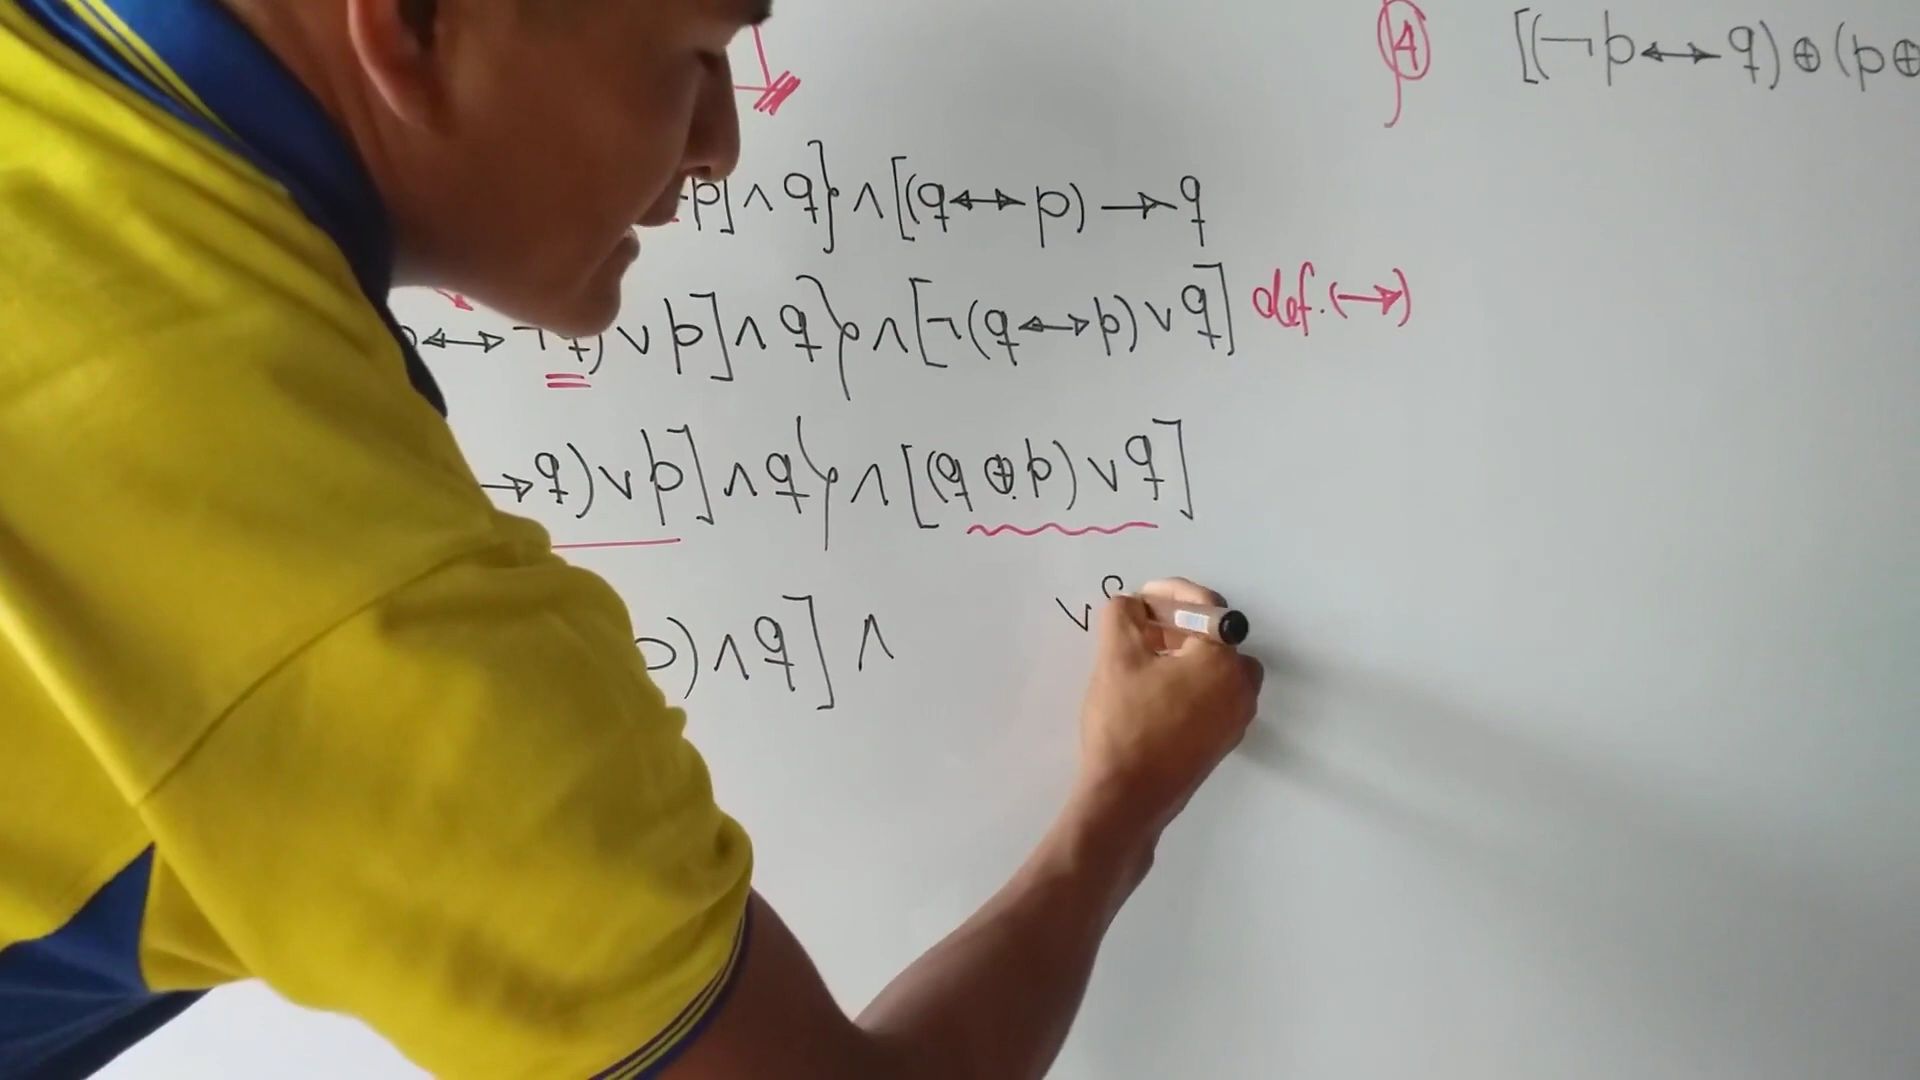 Ⓐ [(¬p↔q)⊕(p⊕
p]∧q}∧[(q↔p)→q
↔¬q)∨p]∧q}∧[¬(q↔p)∨q] def.(→)
→q)∨p]∧q}∧[(q⊕p)∨q]
)∧q]∧ ∨